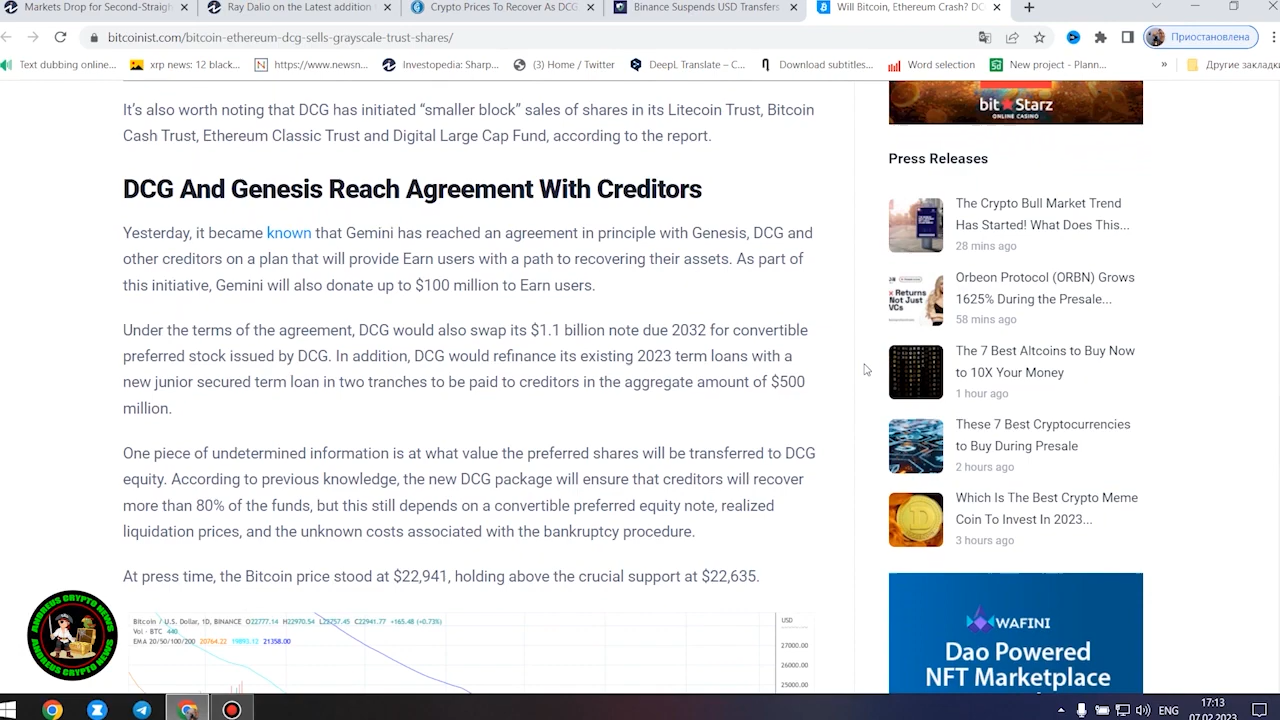 Markets Drop for Second-Straigh
Ray Dalio on the Latest addition
Crypto Prices To Recover As DCG
Binance Suspends USD Transfers
Will Bitcoin, Ethereum Crash? DC
bitcoinist.com/bitcoin-ethereum-dcg-sells-grayscale-trust-shares/
Приостановлена
Text dubbing online...
xrp news: 12 black...
https://www.newsn...
Investopedia: Sharp...
(3) Home / Twitter
DeepL Translate – C...
Download subtitles...
Word selection
New project - Plann...
»
Другие закладки
It's also worth noting that DCG has initiated “smaller block” sales of shares in its Litecoin Trust, Bitcoin
Cash Trust, Ethereum Classic Trust and Digital Large Cap Fund, according to the report.
DCG And Genesis Reach Agreement With Creditors
Yesterday, it became known that Gemini has reached an agreement in principle with Genesis, DCG and
other creditors on a plan that will provide Earn users with a path to recovering their assets. As part of
this initiative, Gemini will also donate up to $100 million to Earn users.
Under the terms of the agreement, DCG would also swap its $1.1 billion note due 2032 for convertible
preferred stock issued by DCG. In addition, DCG would refinance its existing 2023 term loans with a
new junior secured term loan in two tranches to be paid to creditors in the aggregate amount of $500
million.
One piece of undetermined information is at what value the preferred shares will be transferred to DCG
equity. According to previous knowledge, the new DCG package will ensure that creditors will recover
more than 80% of the funds, but this still depends on a convertible preferred equity note, realized
liquidation prices, and the unknown costs associated with the bankruptcy procedure.
At press time, the Bitcoin price stood at $22,941, holding above the crucial support at $22,635.
Bitcoin / U.S. Dollar, 1D, BINANCE O22777.14 H22970.54 L22757.45 C22941.77 +165.48 (+0.73%)
Vol · BTC 440
EMA 20/50/100/200 20764.22 19893.12 21358.00
USD
27000.00
26000.00
25000.00
bit★Starz
ONLINE CASINO
Press Releases
The Crypto Bull Market Trend
Has Started! What Does This...
28 mins ago
Orbeon Protocol (ORBN) Grows
1625% During the Presale...
58 mins ago
Returns
Not Just
VCs
The 7 Best Altcoins to Buy Now
to 10X Your Money
1 hour ago
These 7 Best Cryptocurrencies
to Buy During Presale
2 hours ago
Which Is The Best Crypto Meme
Coin To Invest In 2023...
3 hours ago
WAFINI
Dao Powered
NFT Marketplace
ANDREUS CRYPTO NEWS
ANDREUS CRYPTO NEWS
ENG
17:13
07.02.2023